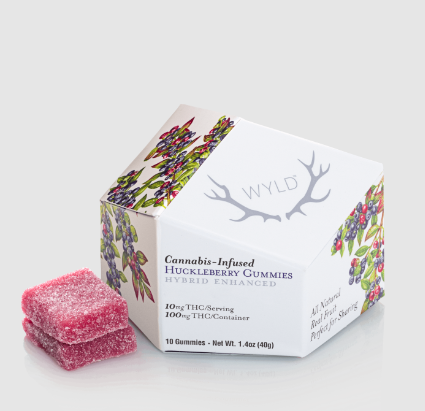 WYLD
Cannabis-Infused
HUCKLEBERRY GUMMIES
HYBRID ENHANCED
10mg THC/Serving
100mg THC/Container
10 Gummies - Net Wt. 1.4oz (40g)
All Natural
Real Fruit
Perfect for Sharing